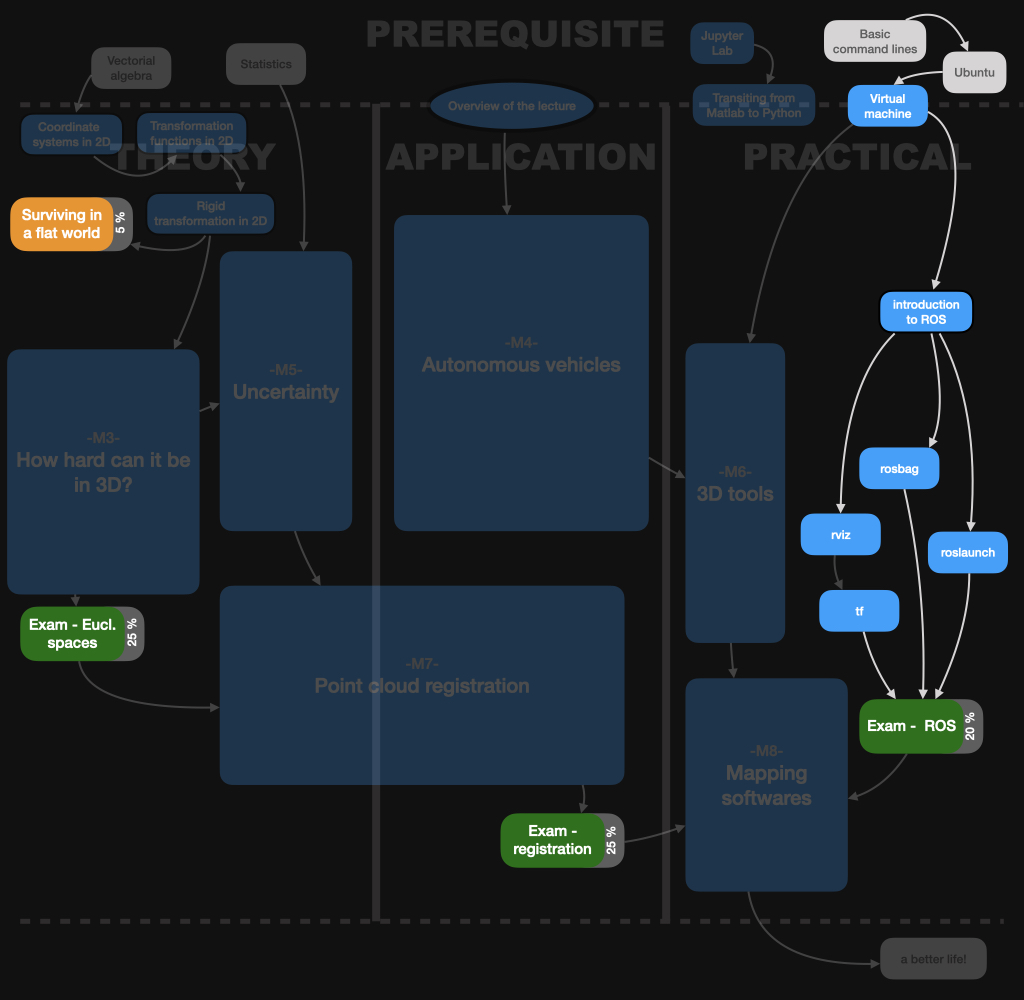 PREREQUISITE
Vectorial
algebra
Statistics
Jupyter
Lab
Basic
command lines
Ubuntu
Overview of the lecture
Transiting from
Matlab to Python
Virtual
machine
Coordinate
systems in 2D
Transformation
functions in 2D
THEORY
APPLICATION
PRACTICAL
Surviving in
a flat world
5 %
Rigid
transformation in 2D
introduction
to ROS
-M5-
Uncertainty
-M4-
Autonomous vehicles
-M3-
How hard can it be
in 3D?
-M6-
3D tools
rosbag
rviz
roslaunch
tf
Exam - Eucl.
spaces
25 %
-M7-
Point cloud registration
Exam - ROS
20 %
-M8-
Mapping
softwares
Exam -
registration
25 %
a better life!